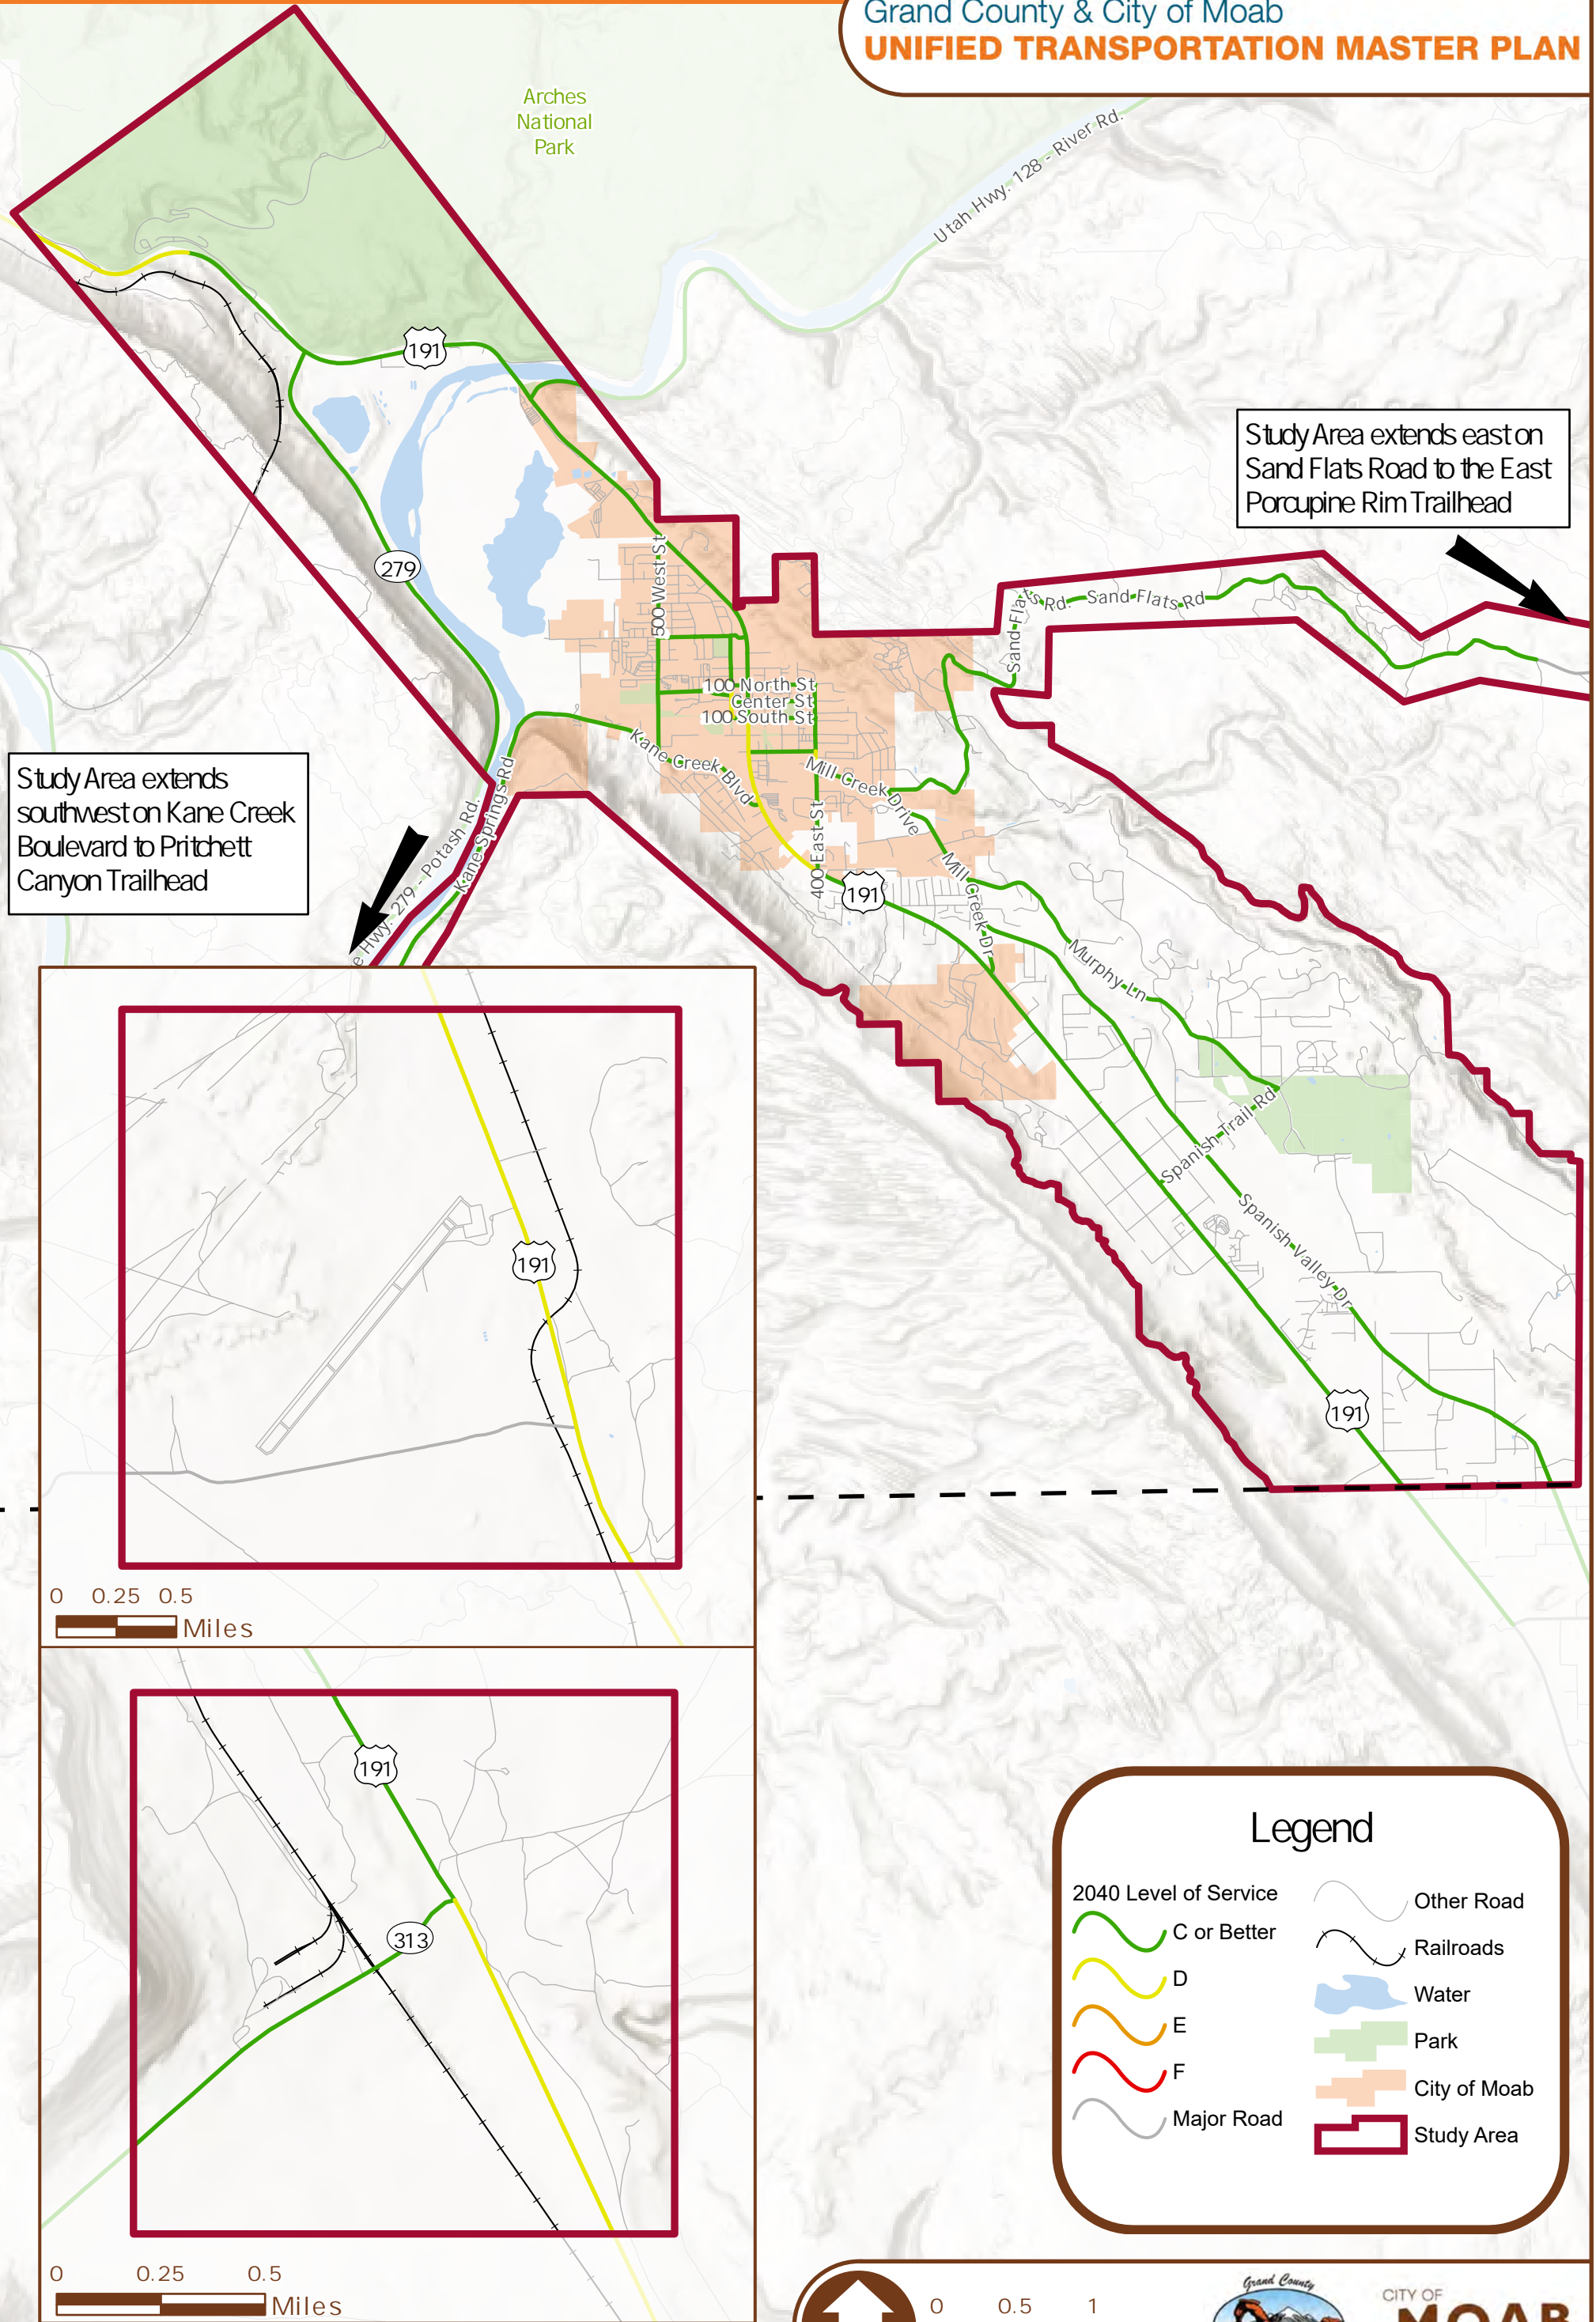 Grand County & City of Moab
UNIFIED TRANSPORTATION MASTER PLAN
Arches
National
Park
Utah Hwy. 128 - River Rd.
191
Study Area extends east on
Sand Flats Road to the East
Porcupine Rim Trailhead
279
500 West St
Sand Flats Rd.
Sand Flats Rd
100 North St
Center St
100 South St
Kane Creek Blvd
Mill Creek Drive
Study Area extends
southwest on Kane Creek
Boulevard to Pritchett
Canyon Trailhead
e Hwy. 279 - Potash Rd.
Kane Springs Rd
400 East St
191
Mill Creek Dr
Murphy Ln
Spanish Trail Rd
Spanish Valley Dr
191
191
0 0.25 0.5
Miles
191
313
0 0.25 0.5
Miles
Legend
2040 Level of Service
C or Better
D
E
F
Major Road
Other Road
Railroads
Water
Park
City of Moab
Study Area
0 0.5 1
Grand County
CITY OF
MOAB